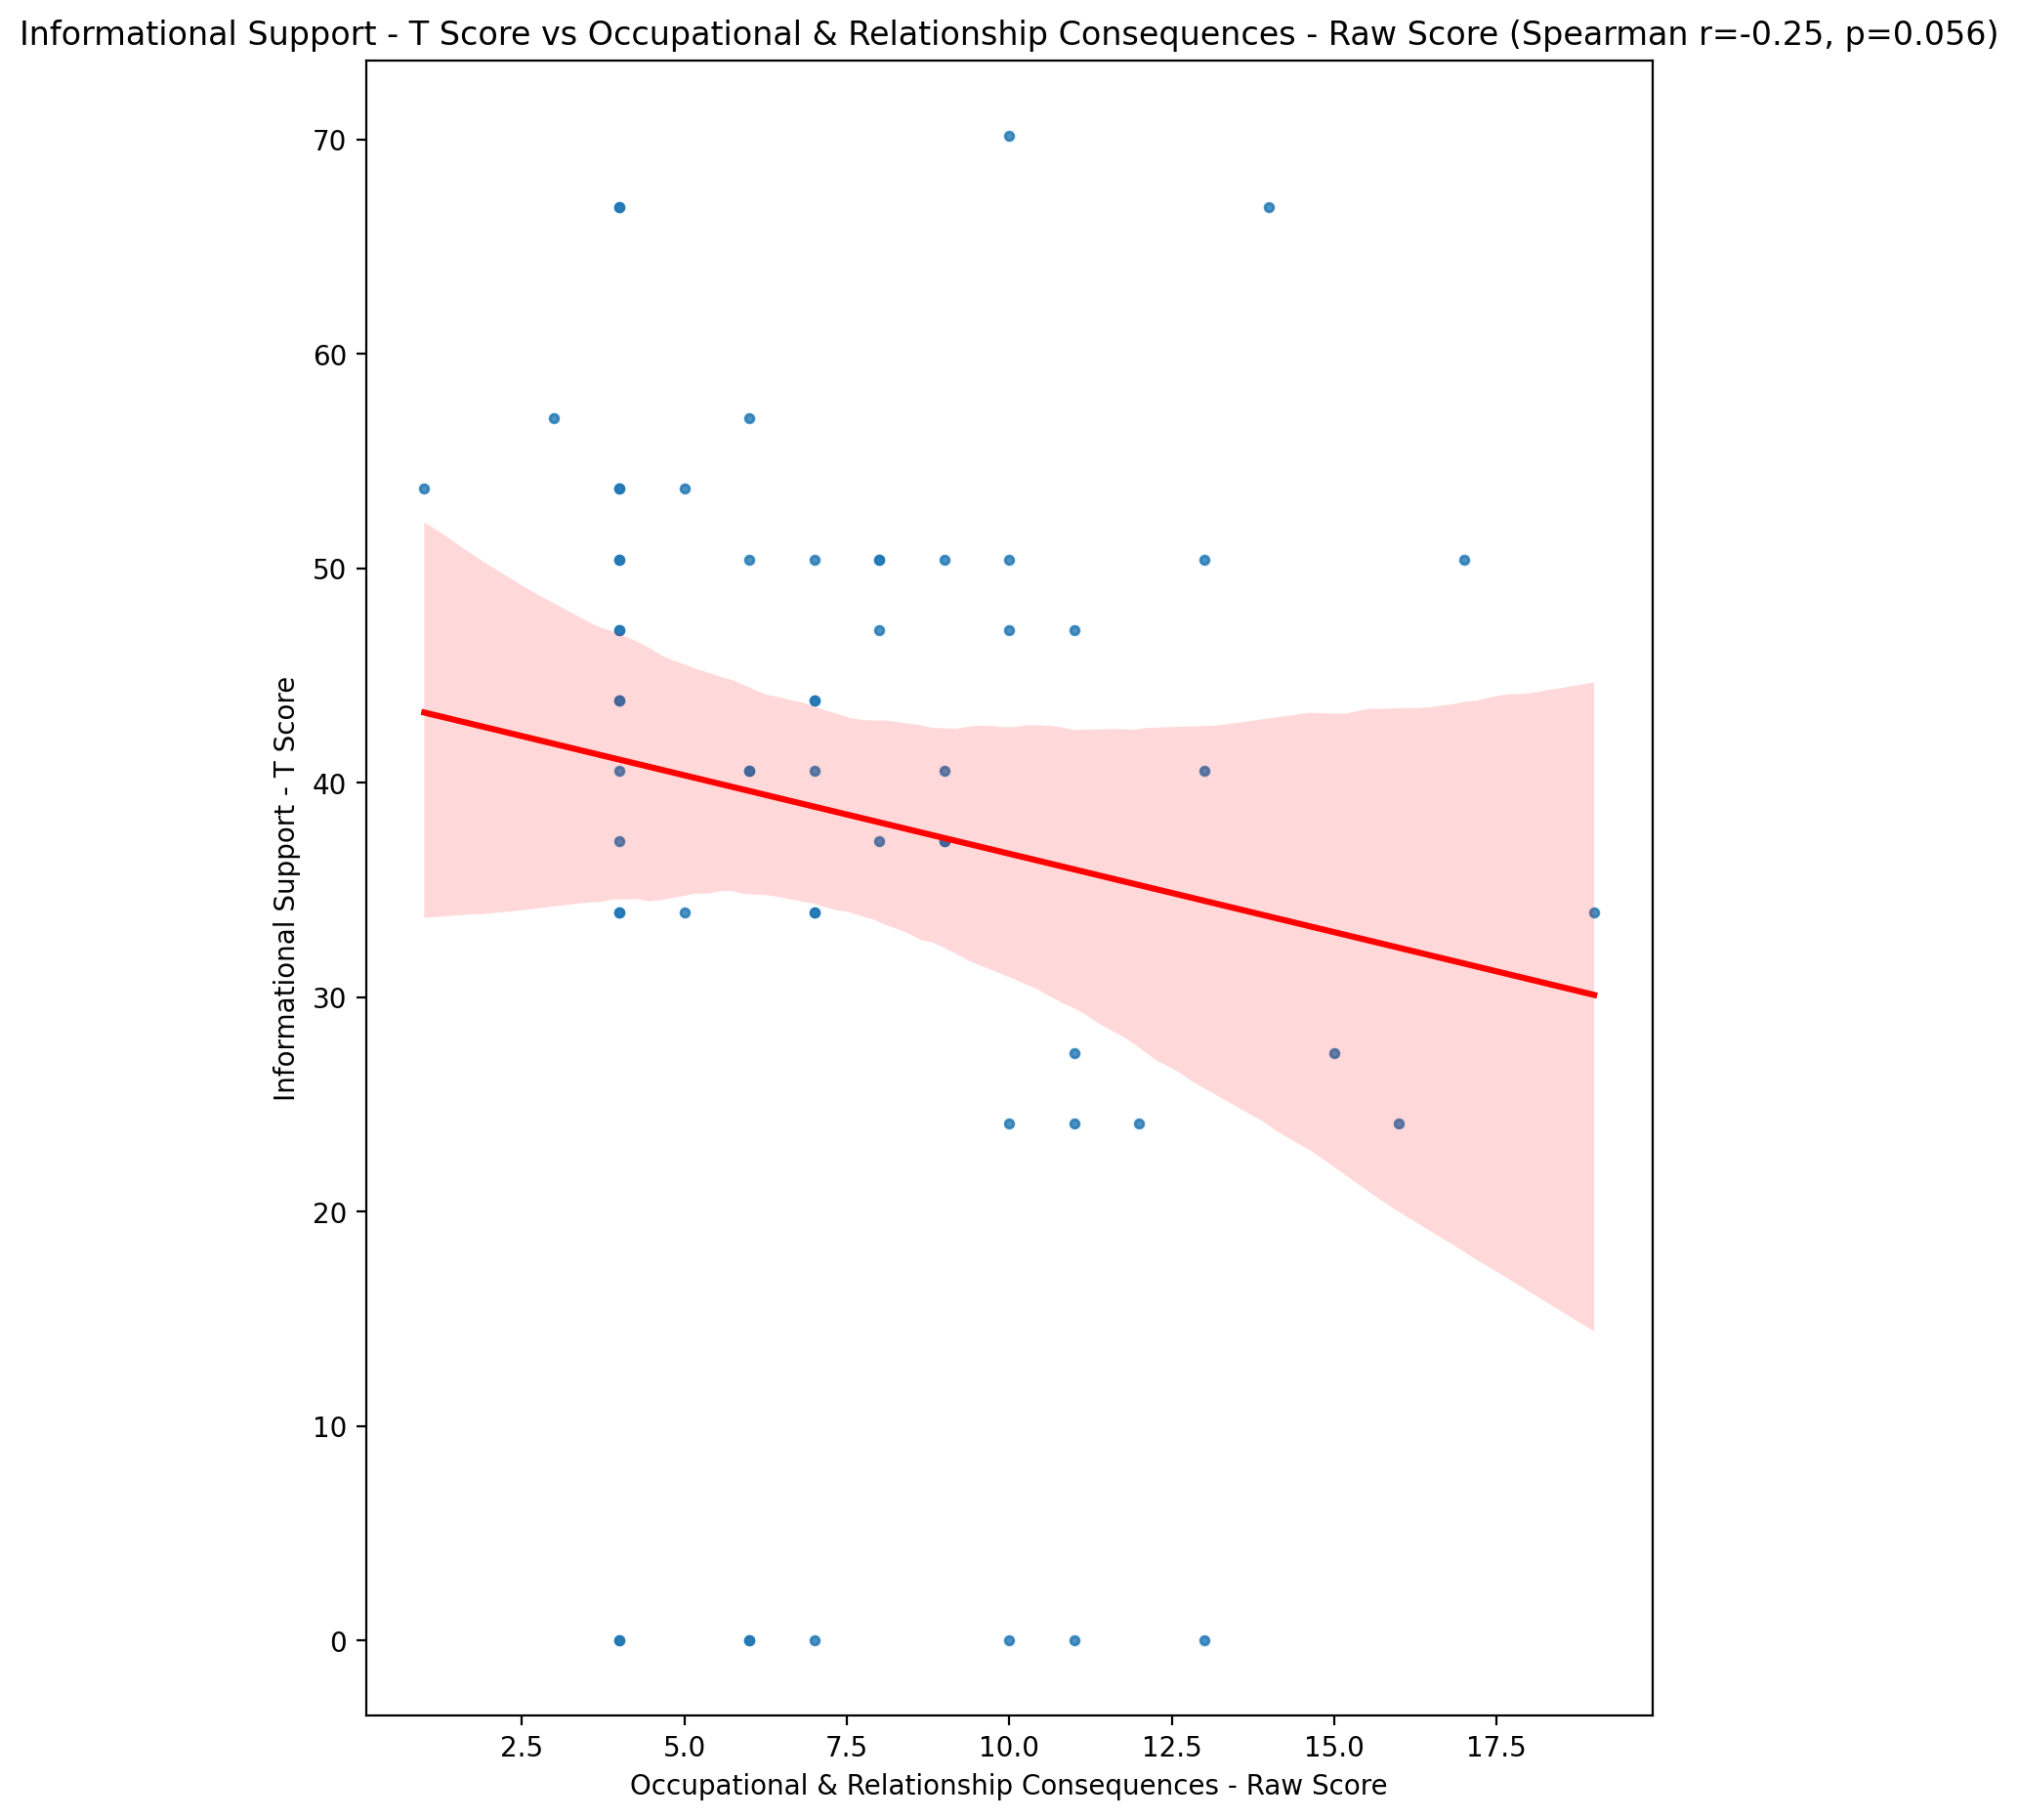 Informational Support - T Score vs Occupational & Relationship Consequences - Raw Score (Spearman r=-0.25, p=0.056)
Informational Support - T Score
70
60
50
40
30
20
10
0
2.5 5.0 7.5 10.0 12.5 15.0 17.5
Occupational & Relationship Consequences - Raw Score